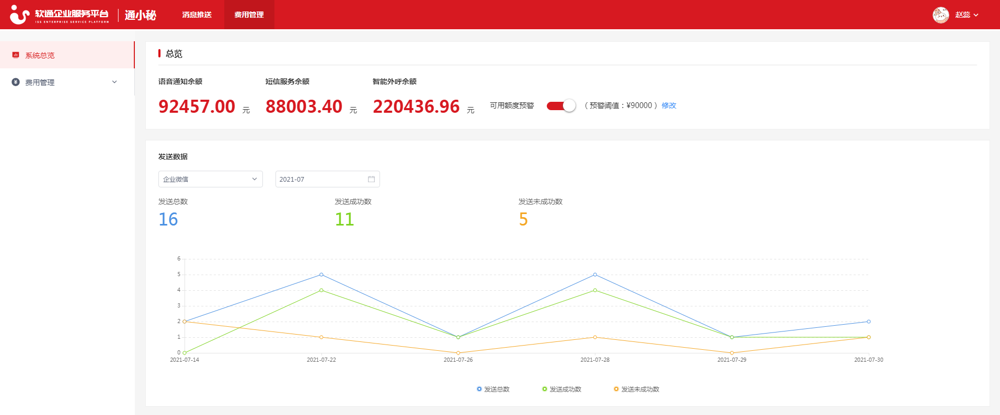 软通企业服务平台
ISS ENTERPRISE SERVICE PLATFORM
通小秘
消息推送
费用管理
赵蕊
系统总览
费用管理
总览
语音通知余额
短信服务余额
智能外呼余额
92457.00 元
88003.40 元
220436.96 元
可用额度预警
（ 预警阈值：¥90000 ）
修改
发送数据
企业微信
2021-07
发送总数
发送成功数
发送未成功数
16
11
5
6
5
4
3
2
1
0
2021-07-14
2021-07-22
2021-07-26
2021-07-28
2021-07-29
2021-07-30
发送总数
发送成功数
发送未成功数